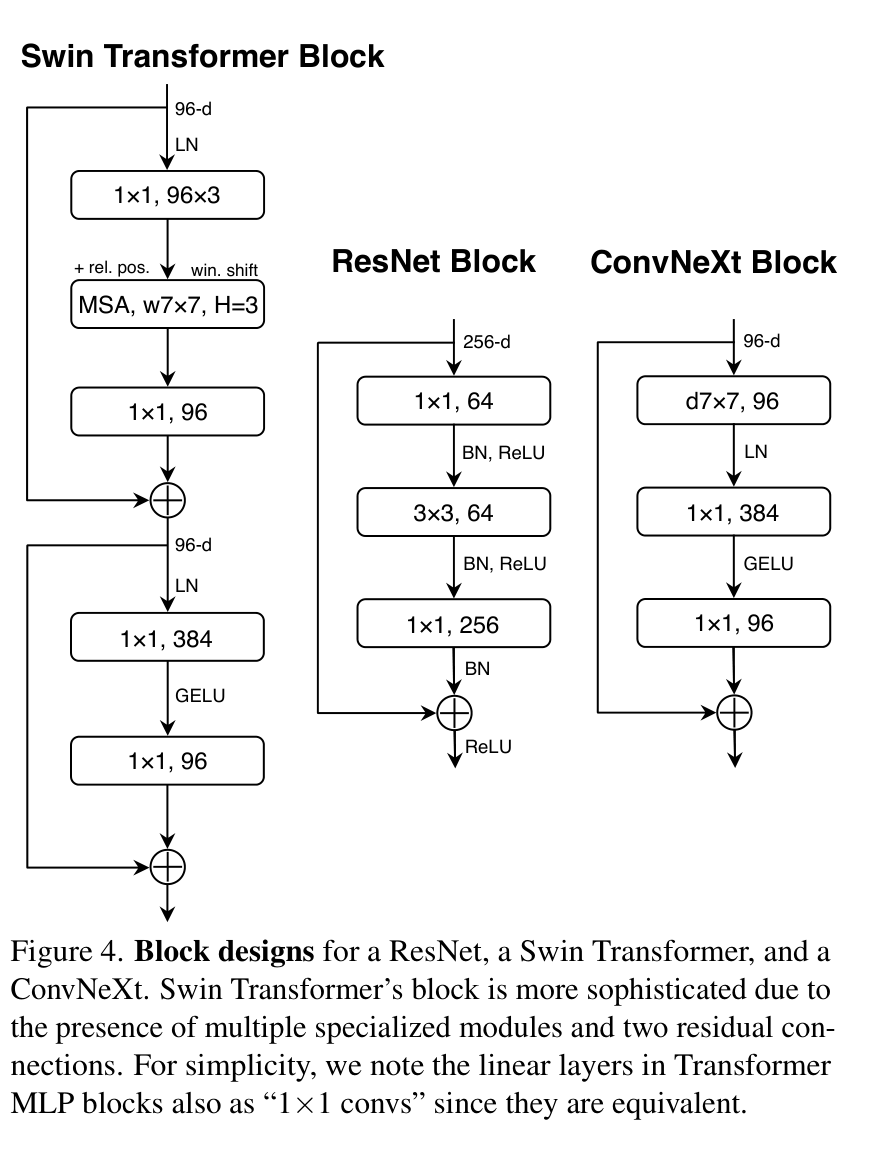 Swin Transformer Block
96-d
LN
1×1, 96×3
+ rel. pos.
win. shift
MSA, w7×7, H=3
1×1, 96
96-d
LN
1×1, 384
GELU
1×1, 96
ResNet Block
256-d
1×1, 64
BN, ReLU
3×3, 64
BN, ReLU
1×1, 256
BN
ReLU
ConvNeXt Block
96-d
d7×7, 96
LN
1×1, 384
GELU
1×1, 96
Figure 4. Block designs for a ResNet, a Swin Transformer, and a
ConvNeXt. Swin Transformer's block is more sophisticated due to
the presence of multiple specialized modules and two residual con-
nections. For simplicity, we note the linear layers in Transformer
MLP blocks also as “1×1 convs” since they are equivalent.